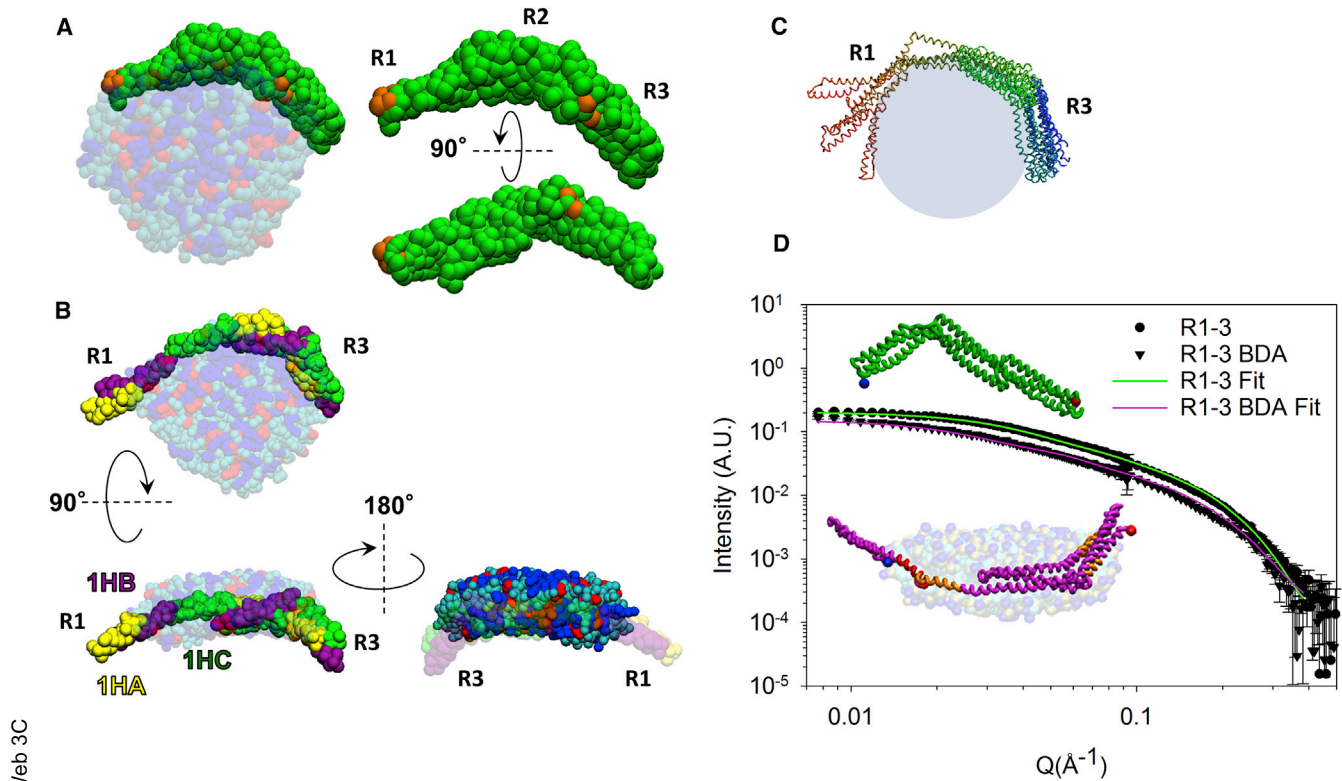 A
R1
R2
R3
90°
B
R1
R3
90°
180°
1HB
R1
1HC
R3
1HA
R3
R1
C
R1
R3
D
10¹
10⁰
10⁻¹
10⁻²
10⁻³
10⁻⁴
10⁻⁵
Intensity (A.U.)
R1-3
R1-3 BDA
R1-3 Fit
R1-3 BDA Fit
0.01
0.1
Q(Å⁻¹)
3C